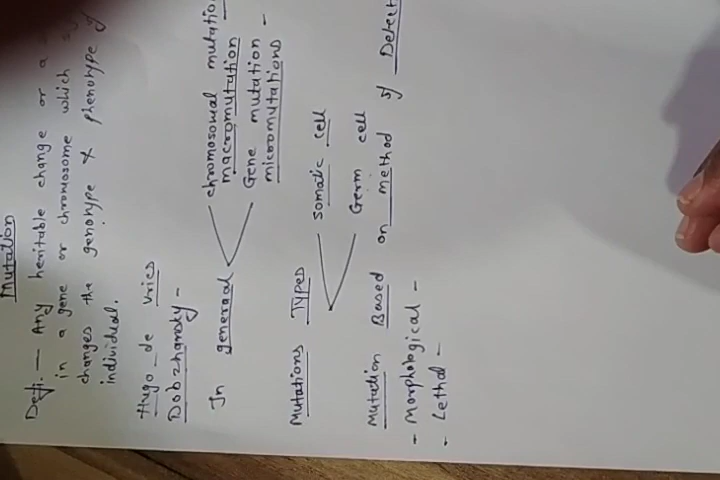 Mutation
Defi. — Any heritable change or a
in a gene or chromosome which
changes the genotype & phenotype of
individual.
Hugo de Vries
Dobzhansky -
In general
chromosomal mutation
macromutation
Gene mutation -
micromutations
Mutations Types
somatic cell
Germ cell
Mutation Based on method of Detect
- Morphological -
- Lethal -